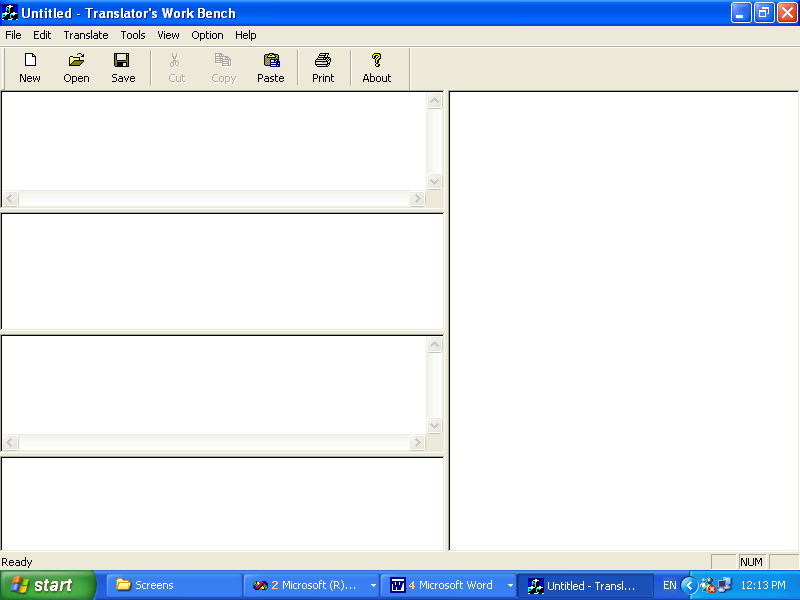 Untitled - Translator's Work Bench
File Edit Translate Tools View Option Help
New Open Save Cut Copy Paste Print About
Ready NUM
start Screens 2 Microsoft (R)... 4 Microsoft Word Untitled - Transl... EN 12:13 PM